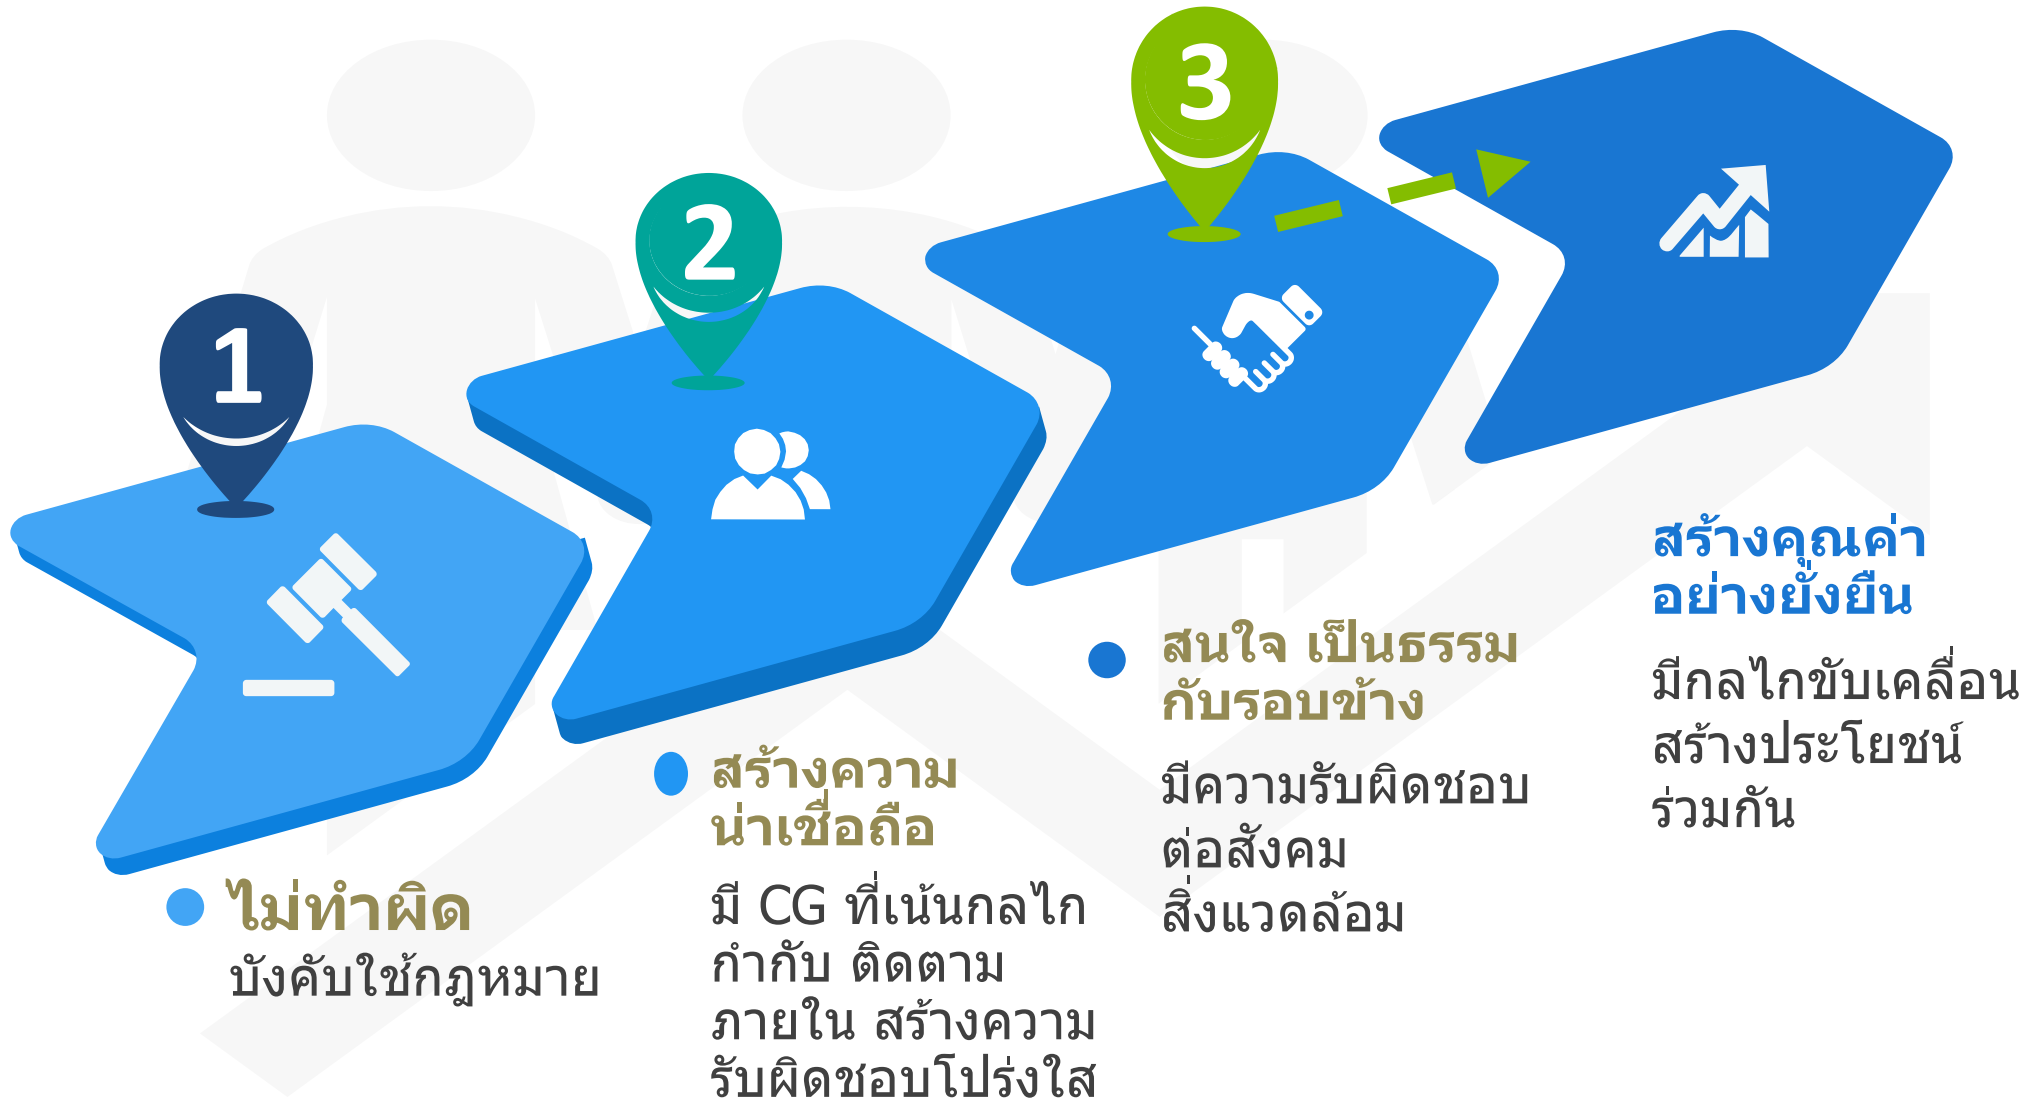 1
ไม่ทำผิด
บังคับใช้กฎหมาย
2
สร้างความ
น่าเชื่อถือ
มี CG ที่เน้นกลไก
กำกับ ติดตาม
ภายใน สร้างความ
รับผิดชอบโปร่งใส
3
สนใจ เป็นธรรม
กับรอบข้าง
มีความรับผิดชอบ
ต่อสังคม
สิ่งแวดล้อม
สร้างคุณค่า
อย่างยั่งยืน
มีกลไกขับเคลื่อน
สร้างประโยชน์
ร่วมกัน